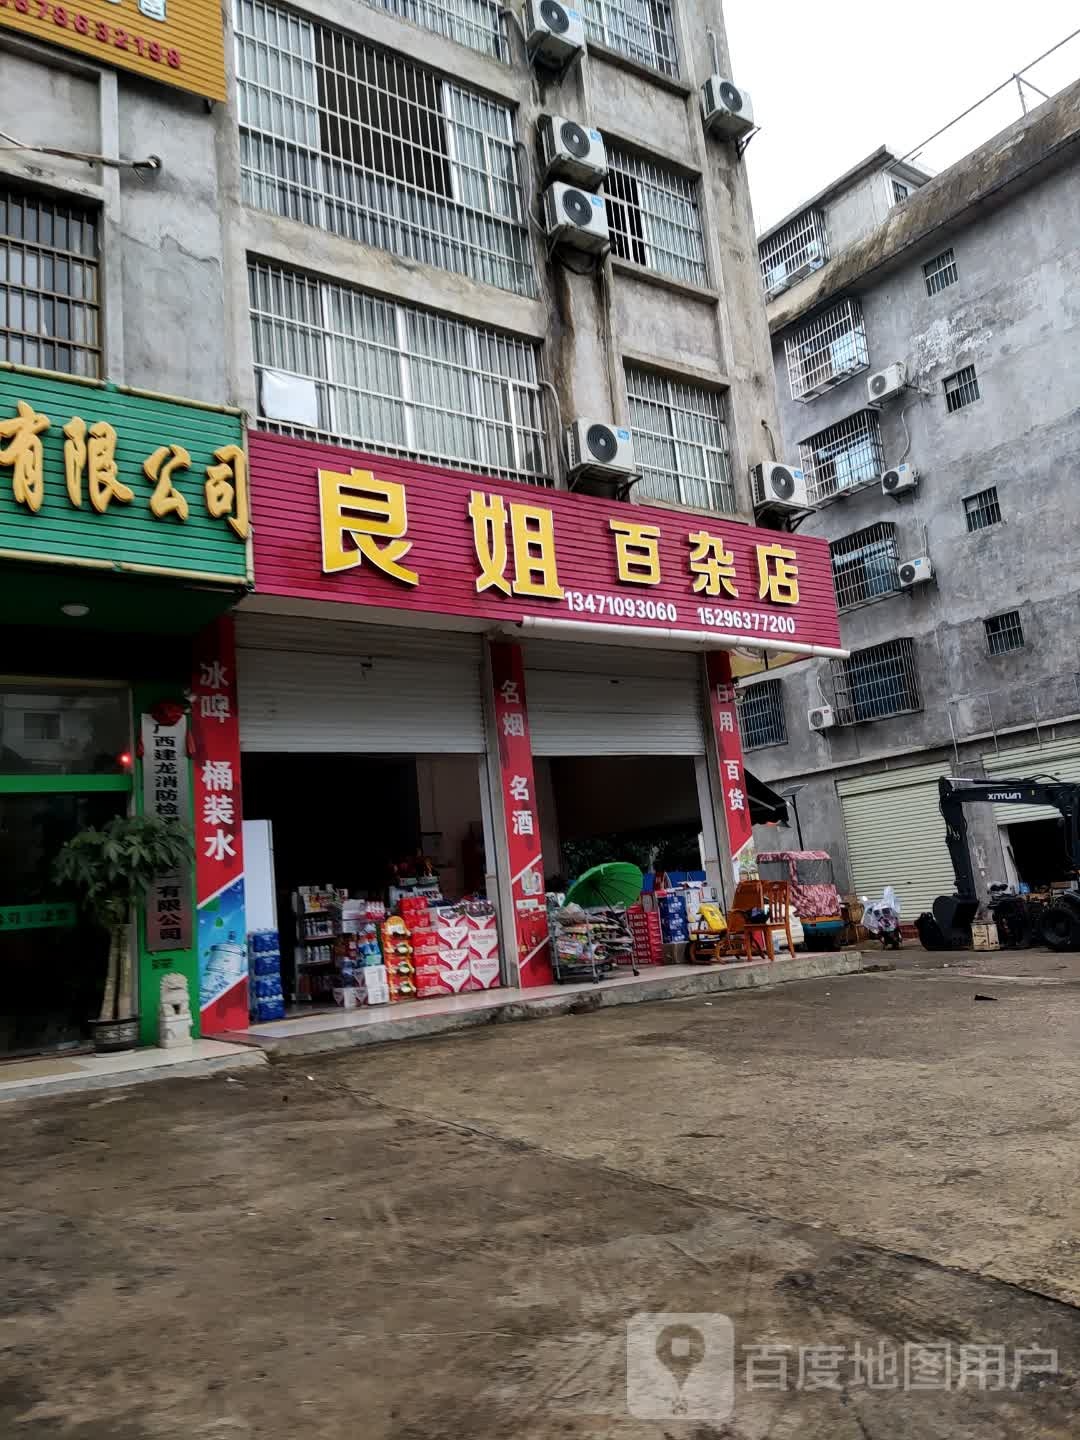 有限公司
良姐百杂店
13471093060 15296377200
冰啤 桶装水
名烟 名酒
日用百货
广西建龙消防检
有限公司
XINYUAN
百度地图用户